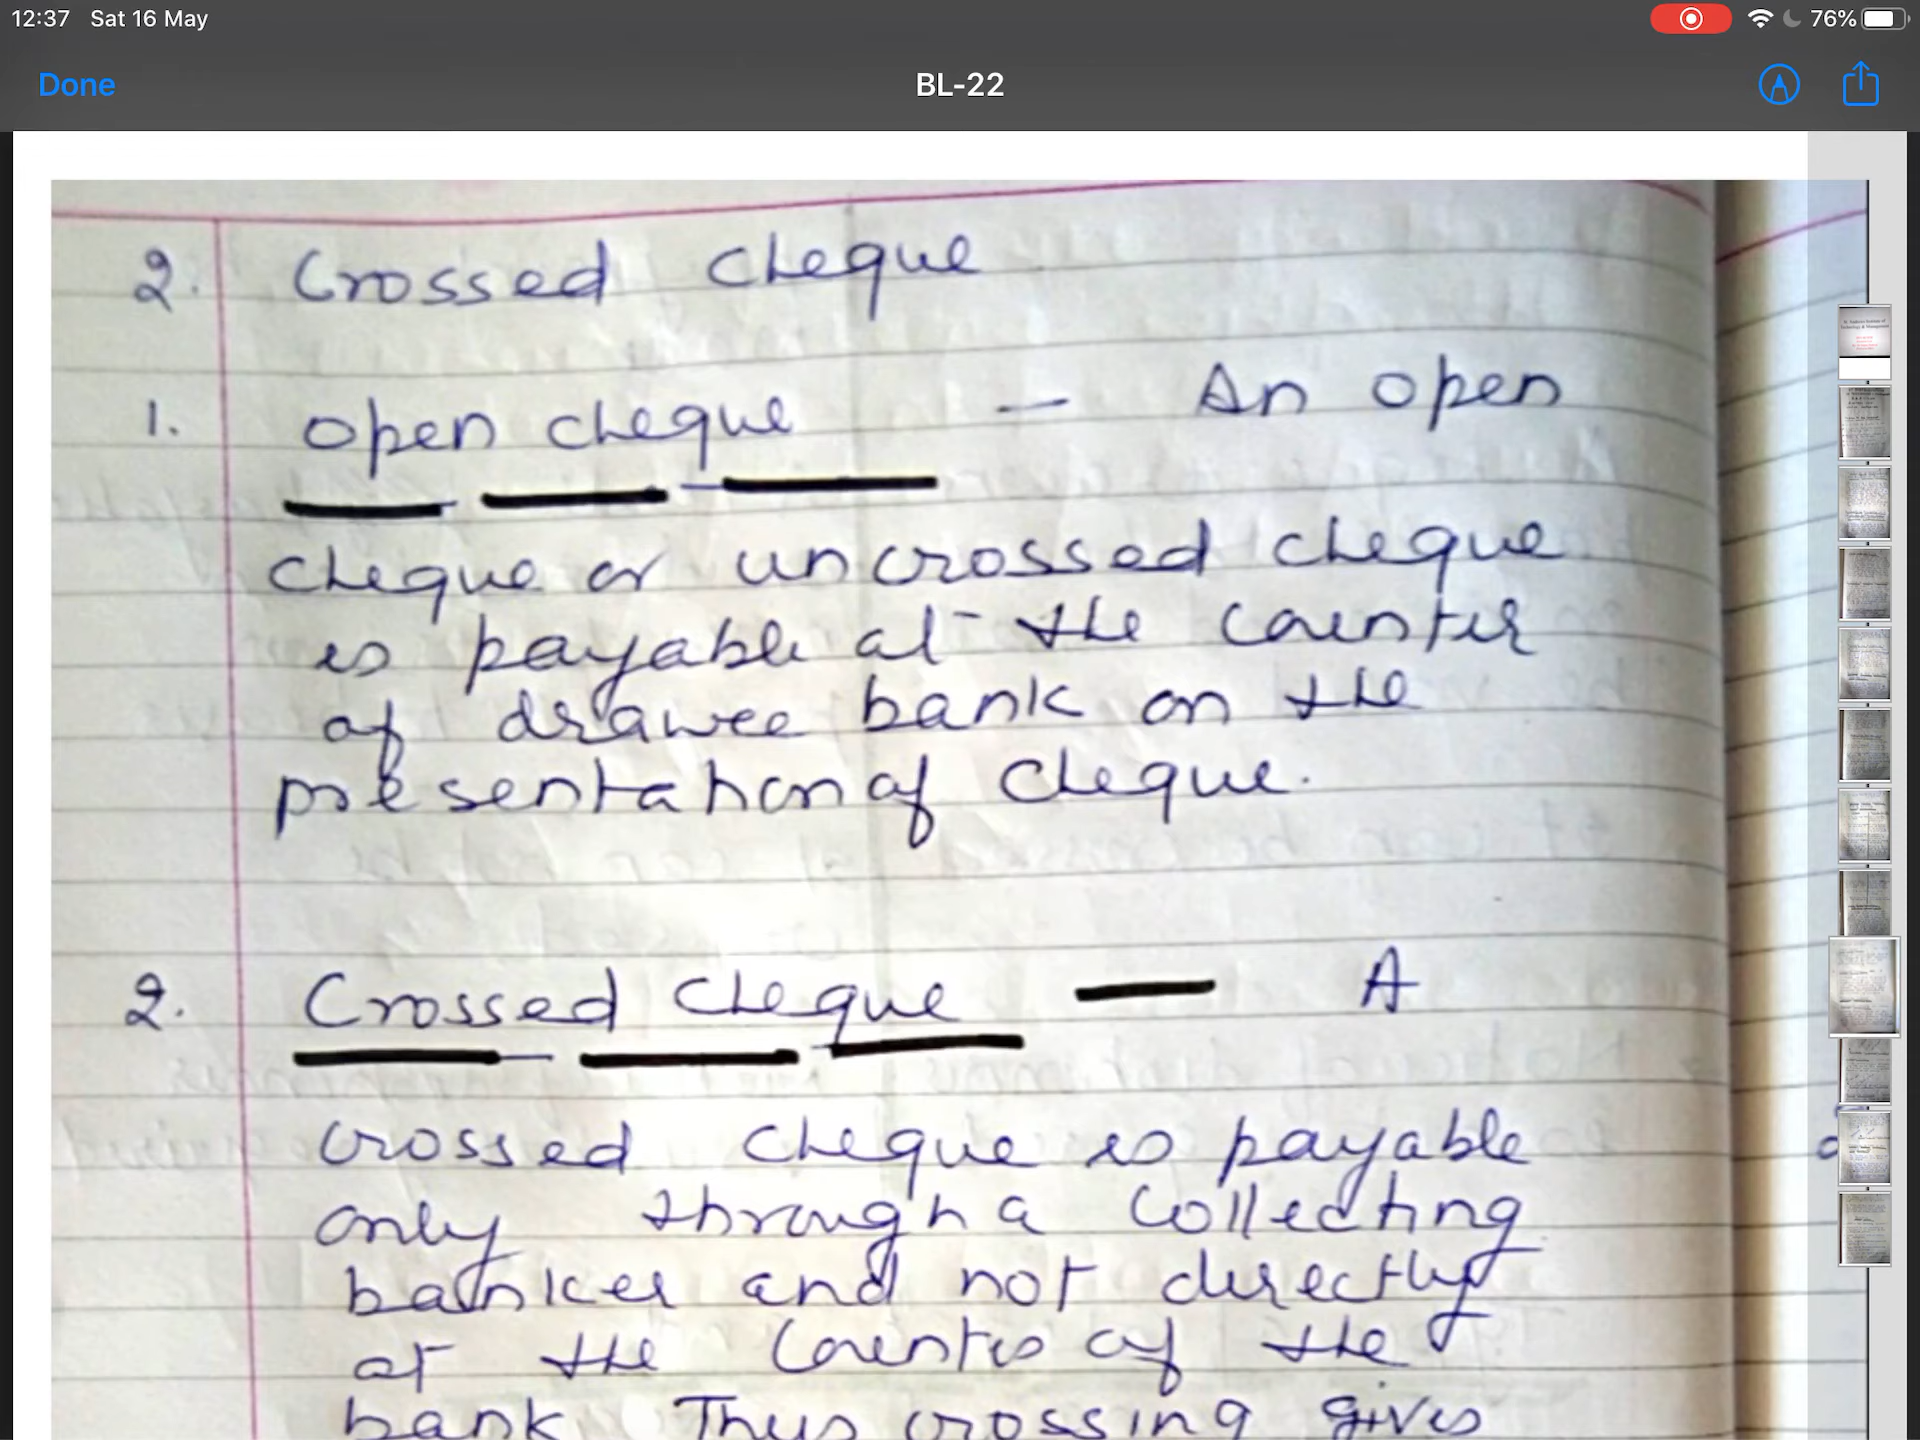 12:37 Sat 16 May
76%
Done
BL-22
2. Crossed cheque
1. open cheque — An open
cheque or uncrossed cheque
is payable at the counter
of drawee bank on the
presentation of cheque.
2. Crossed Cheque — A
crossed cheque is payable
only through a collecting
banker and not directly
at the counter of the
bank. Thus crossing gives